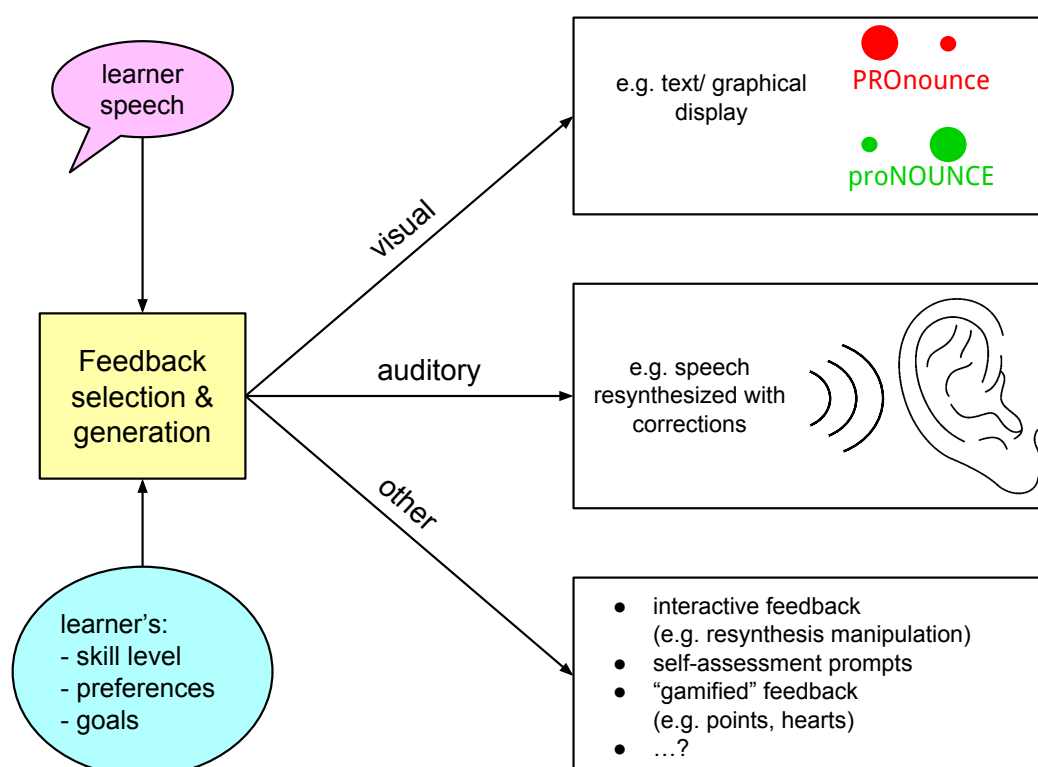 learner
speech
Feedback
selection &
generation
learner’s:
- skill level
- preferences
- goals
visual
auditory
other
e.g. text/ graphical
display
PROnounce
proNOUNCE
e.g. speech
resynthesized with
corrections
● interactive feedback
(e.g. resynthesis manipulation)
● self-assessment prompts
● “gamified” feedback
(e.g. points, hearts)
● …?